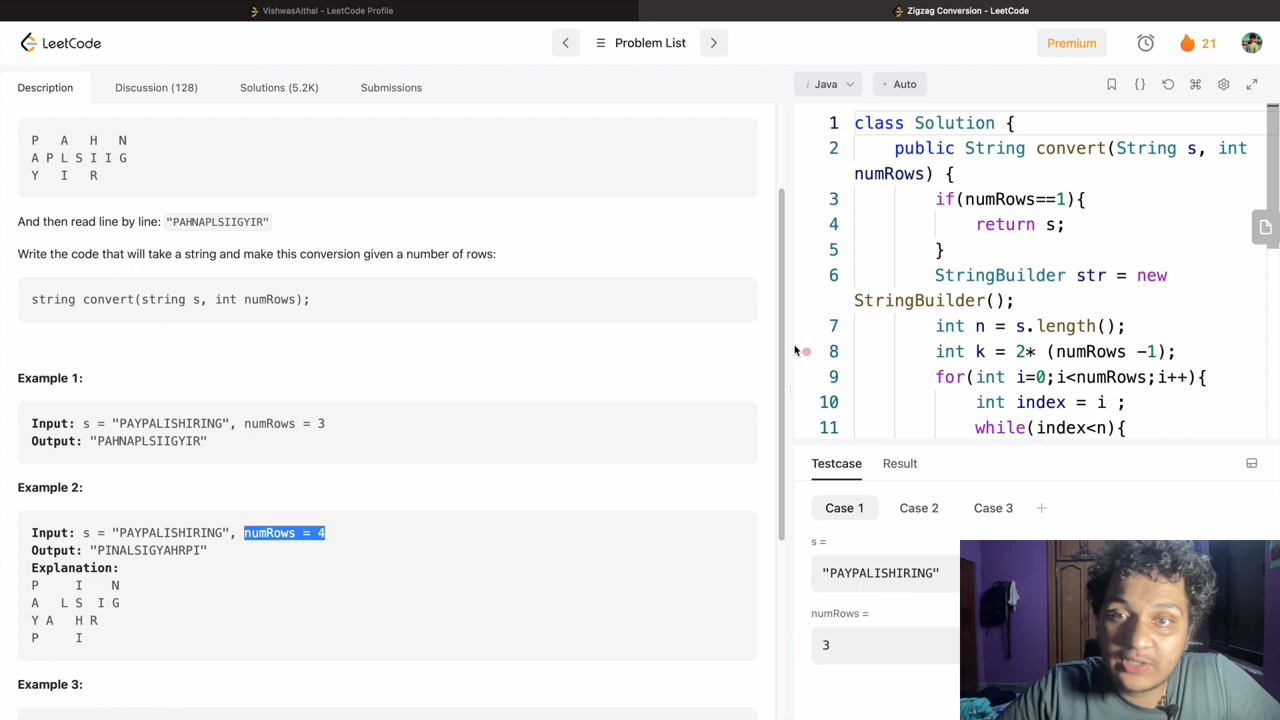 VishwasAithal - LeetCode Profile
Zigzag Conversion - LeetCode
LeetCode
Problem List
Premium
21
Description
Discussion (128)
Solutions (5.2K)
Submissions
P A H N
A P L S I I G
Y I R
And then read line by line: "PAHNAPLSIIGYIR"
Write the code that will take a string and make this conversion given a number of rows:
string convert(string s, int numRows);
Example 1:
Input: s = "PAYPALISHIRING", numRows = 3
Output: "PAHNAPLSIIGYIR"
Example 2:
Input: s = "PAYPALISHIRING", numRows = 4
Output: "PINALSIGYAHRPI"
Explanation:
P I N
A L S I G
Y A H R
P I
Example 3:
i Java
Auto
{}
1 class Solution {
2 public String convert(String s, int
numRows) {
3 if(numRows==1){
4 return s;
5 }
6 StringBuilder str = new
StringBuilder();
7 int n = s.length();
8 int k = 2* (numRows -1);
9 for(int i=0;i<numRows;i++){
10 int index = i ;
11 while(index<n){
Testcase
Result
Case 1
Case 2
Case 3
+
s =
"PAYPALISHIRING"
numRows =
3